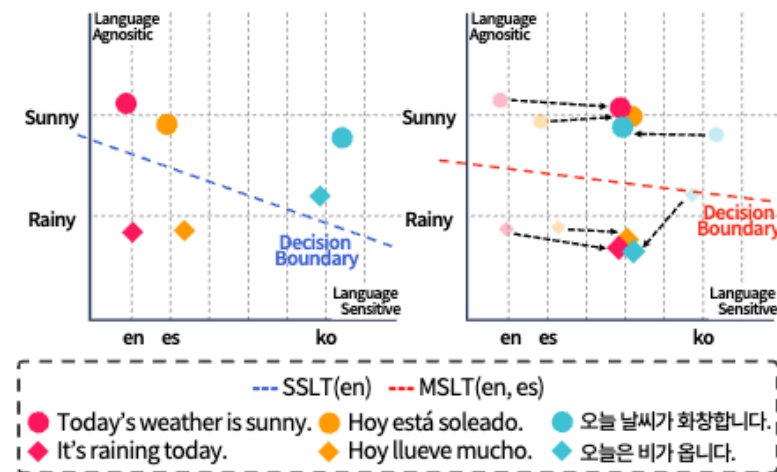 Language
Agnositic
Sunny
Rainy
Decision
Boundary
Language
Sensitive
en es ko
Language
Agnositic
Sunny
Rainy
Decision
Boundary
Language
Sensitive
en es ko
SSLT(en) MSLT(en, es)
Today's weather is sunny. Hoy está soleado. 오늘 날씨가 화창합니다.
It's raining today. Hoy llueve mucho. 오늘은 비가 옵니다.